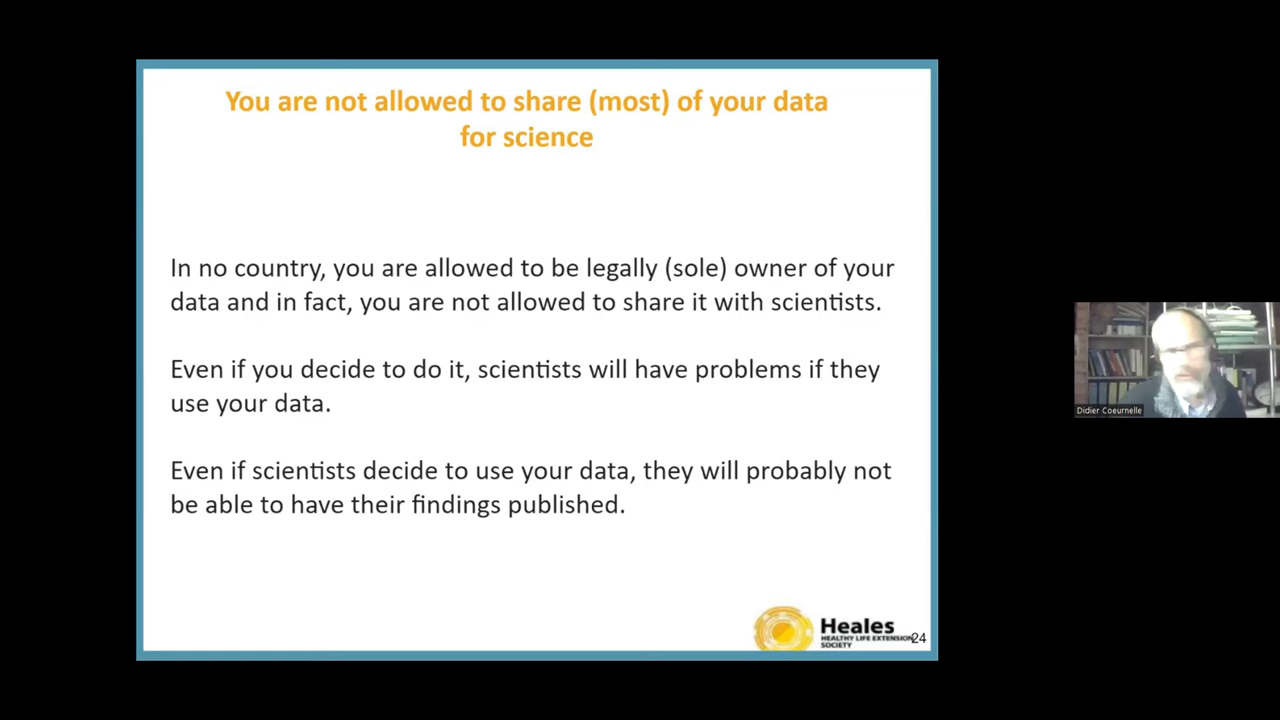 You are not allowed to share (most) of your data
for science
In no country, you are allowed to be legally (sole) owner of your
data and in fact, you are not allowed to share it with scientists.
Even if you decide to do it, scientists will have problems if they
use your data.
Even if scientists decide to use your data, they will probably not
be able to have their findings published.
Heales
HEALTHY LIFE EXTENSION
SOCIETY
24
Didier Coeurnelle